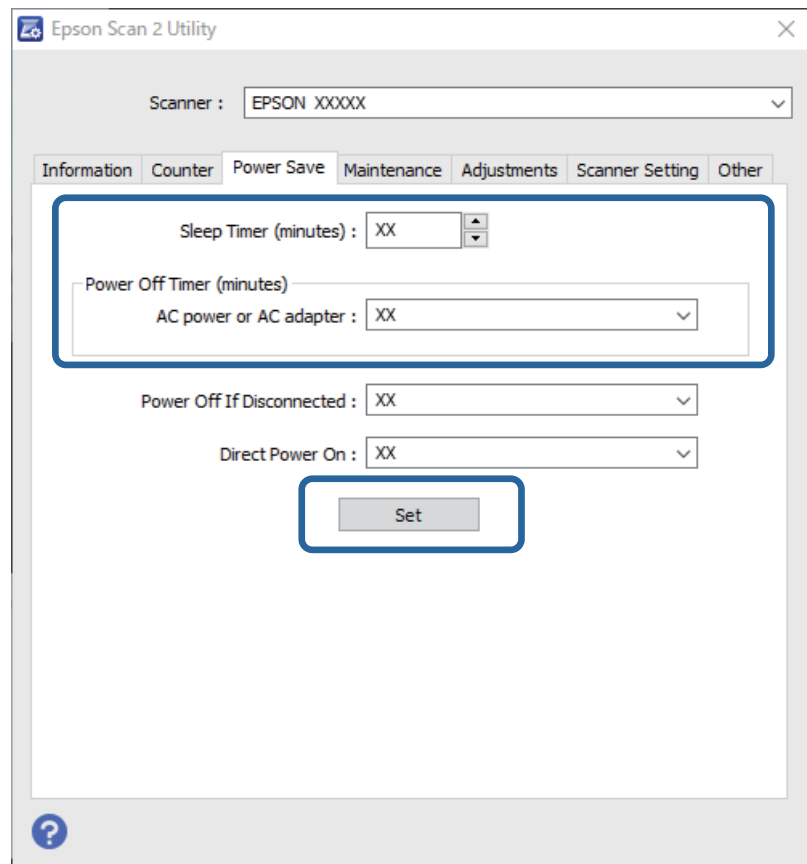 Epson Scan 2 Utility
Scanner : EPSON XXXXX
Information Counter Power Save Maintenance Adjustments Scanner Setting Other
Sleep Timer (minutes) : XX
Power Off Timer (minutes)
AC power or AC adapter : XX
Power Off If Disconnected : XX
Direct Power On : XX
Set
?